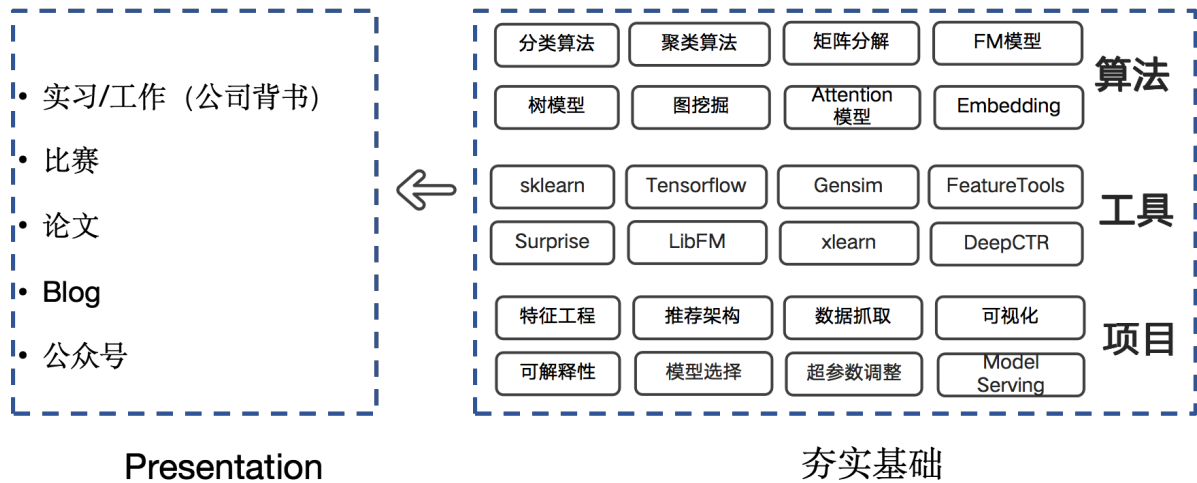 实习/工作（公司背书）
比赛
论文
Blog
公众号
Presentation
分类算法 聚类算法 矩阵分解 FM模型
算法
树模型 图挖掘 Attention 模型 Embedding
sklearn Tensorflow Gensim FeatureTools
工具
Surprise LibFM xlearn DeepCTR
特征工程 推荐架构 数据抓取 可视化
项目
可解释性 模型选择 超参数调整 Model Serving
夯实基础